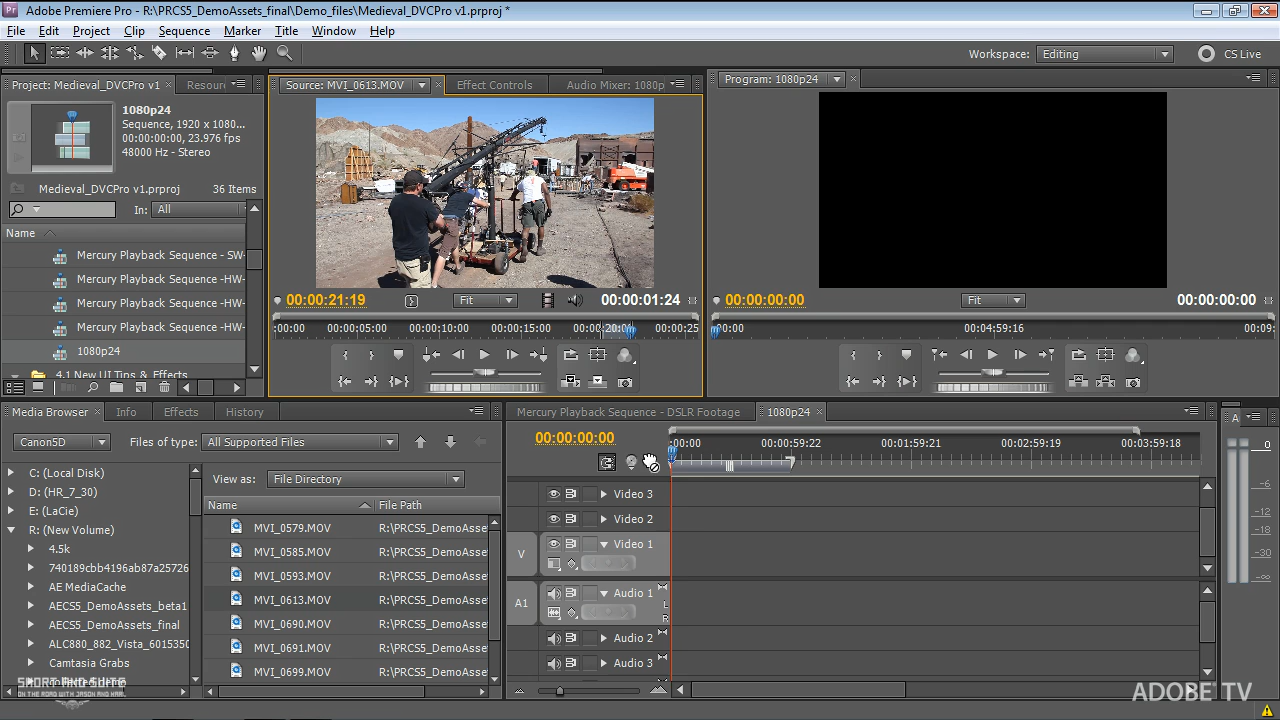 Adobe Premiere Pro - R:\PRCS5_DemoAssets_final\Demo_files\Medieval_DVCPro v1.prproj *
File Edit Project Clip Sequence Marker Title Window Help
Workspace: Editing CS Live
Project: Medieval_DVCPro v1 Resour
1080p24
Sequence, 1920 x 1080...
00:00:00:00, 23.976 fps
48000 Hz - Stereo
Medieval_DVCPro v1.prproj 36 Items
In: All
Name
Mercury Playback Sequence - SW-
Mercury Playback Sequence -HW-
Mercury Playback Sequence -HW-
Mercury Playback Sequence -HW-
1080p24
4.1 New UI Tips & Effects
Source: MVI_0613.MOV Effect Controls Audio Mixer: 1080p
00:00:21:19 Fit 00:00:01:24
:00:00 00:00:05:00 00:00:10:00 00:00:15:00 00:00:20:00 00:00:25
Program: 1080p24
00:00:00:00 Fit 00:00:00:00
00:00 00:04:59:16 00:09:
Media Browser Info Effects History
Canon5D Files of type: All Supported Files
C: (Local Disk)
D: (HR_7_30)
E: (LaCie)
R: (New Volume)
4.5k
740189cbb4196ab87a25726
AE MediaCache
AECS5_DemoAssets_beta1
AECS5_DemoAssets_final
ALC880_882_Vista_6015350
Camtasia Grabs
View as: File Directory
Name File Path
MVI_0579.MOV R:\PRCS5_DemoAsse
MVI_0585.MOV R:\PRCS5_DemoAsse
MVI_0593.MOV R:\PRCS5_DemoAsse
MVI_0613.MOV R:\PRCS5_DemoAsse
MVI_0690.MOV R:\PRCS5_DemoAsse
MVI_0691.MOV R:\PRCS5_DemoAsse
MVI_0699.MOV R:\PRCS5_DemoAsse
Mercury Playback Sequence - DSLR Footage 1080p24
00:00:00:00
:00:00 00:00:59:22 00:01:59:21 00:02:59:19 00:03:59:18
Video 3
Video 2
V Video 1
A1 Audio 1
L
R
Audio 2
Audio 3
A
0
-6
-12
-18
-30
-∞
ADOBE TV